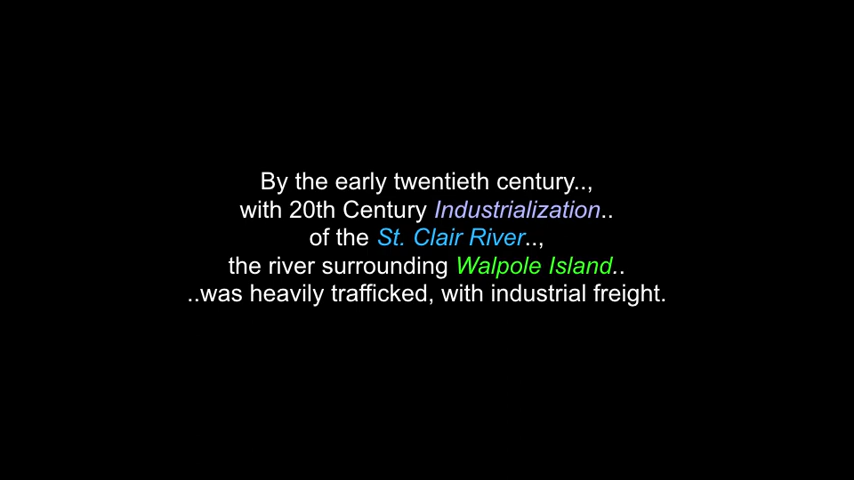 By the early twentieth century..,
with 20th Century Industrialization..
of the St. Clair River..,
the river surrounding Walpole Island..
..was heavily trafficked, with industrial freight.